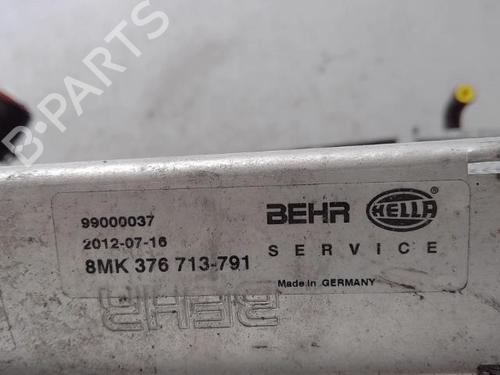 B-PARTS
99000037
2012-07-16
8MK 376 713-791
BEHR HELLA
SERVICE
Made in GERMANY
BEHR